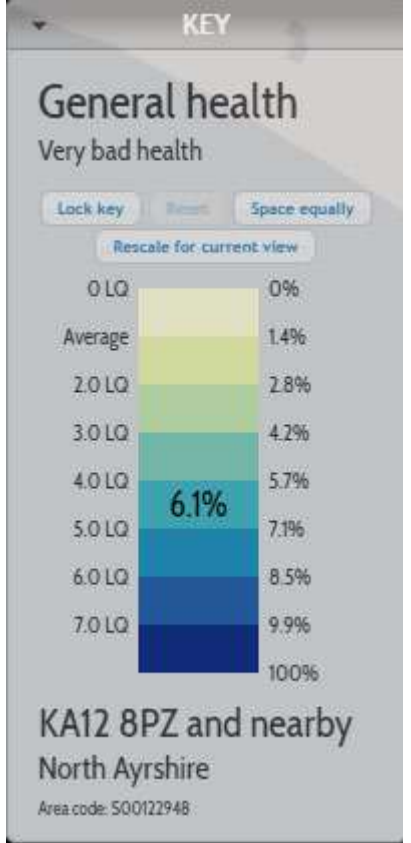 KEY
General health
Very bad health
Lock key Reset Space equally
Rescale for current view
0 LQ 0%
Average 1.4%
2.0 LQ 2.8%
3.0 LQ 4.2%
4.0 LQ 5.7%
6.1%
5.0 LQ 7.1%
6.0 LQ 8.5%
7.0 LQ 9.9%
100%
KA12 8PZ and nearby
North Ayrshire
Area code: S00122948